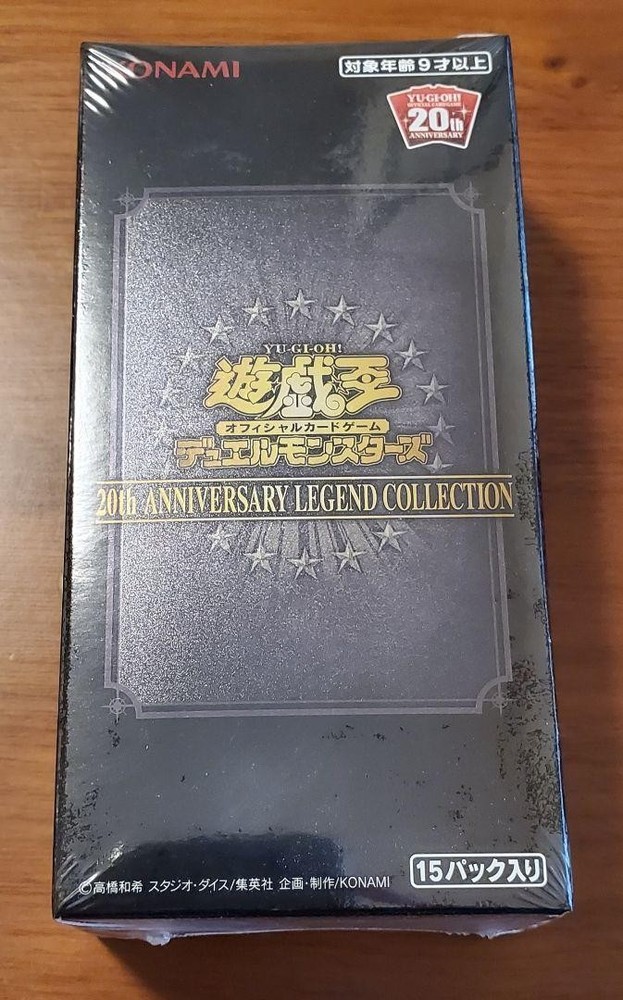 KONAMI
対象年齢9才以上
YU-GI-OH!
OFFICIAL CARD GAME
20th
ANNIVERSARY
YU-GI-OH!
遊戯王
オフィシャルカードゲーム
デュエルモンスターズ
20th ANNIVERSARY LEGEND COLLECTION
15パック入り
©高橋和希 スタジオ・ダイス/集英社 企画・制作/KONAMI